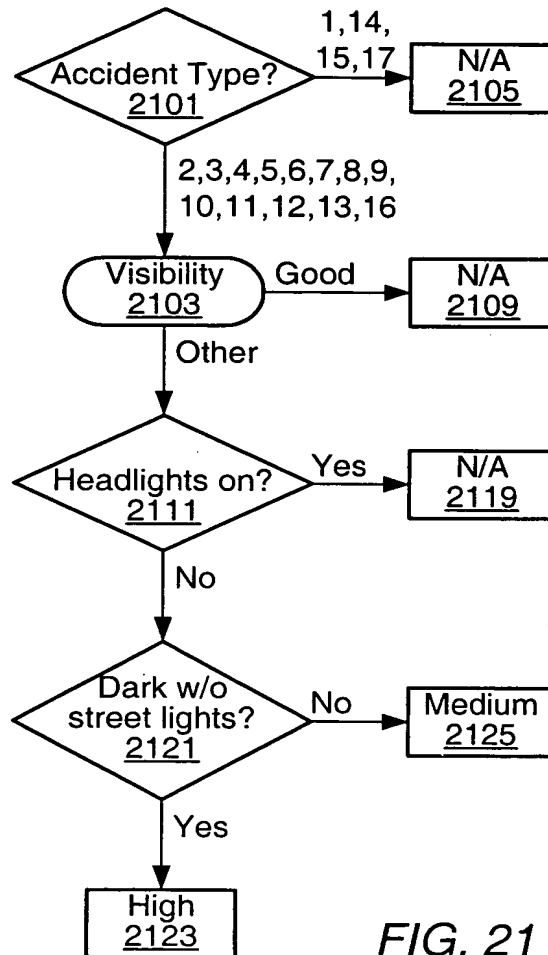 Accident Type?
2101
1,14,
15,17
N/A
2105
2,3,4,5,6,7,8,9,
10,11,12,13,16
Visibility
2103
Good
N/A
2109
Other
Headlights on?
2111
Yes
N/A
2119
No
Dark w/o
street lights?
2121
No
Medium
2125
Yes
High
2123
FIG. 21